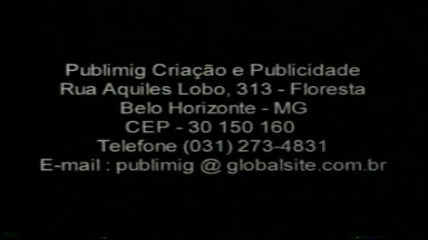 Publimig Criação e Publicidade
Rua Aquiles Lobo, 313 - Floresta
Belo Horizonte - MG
CEP - 30 150 160
Telefone (031) 273-4831
E-mail : publimig @ globalsite.com.br